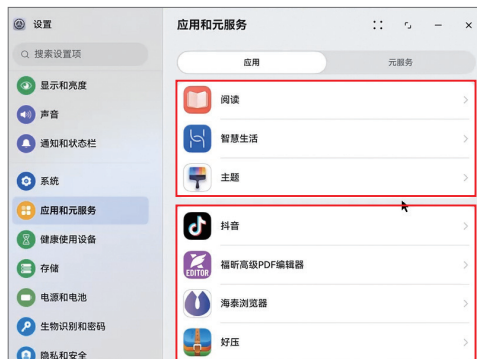 设置
搜索设置项
显示和亮度
声音
通知和状态栏
系统
应用和元服务
健康使用设备
存储
电源和电池
生物识别和密码
隐私和安全
应用和元服务
应用
元服务
阅读
智慧生活
主题
抖音
EDITOR
福昕高级PDF编辑器
海泰浏览器
好压